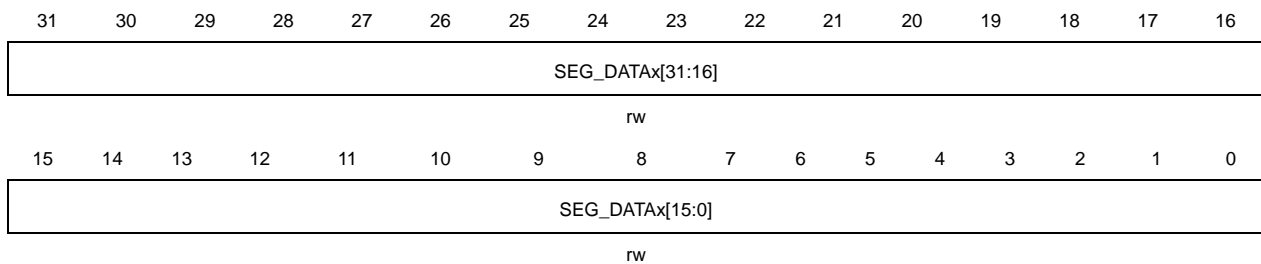 31 30 29 28 27 26 25 24 23 22 21 20 19 18 17 16
SEG_DATAx[31:16]
rw
15 14 13 12 11 10 9 8 7 6 5 4 3 2 1 0
SEG_DATAx[15:0]
rw